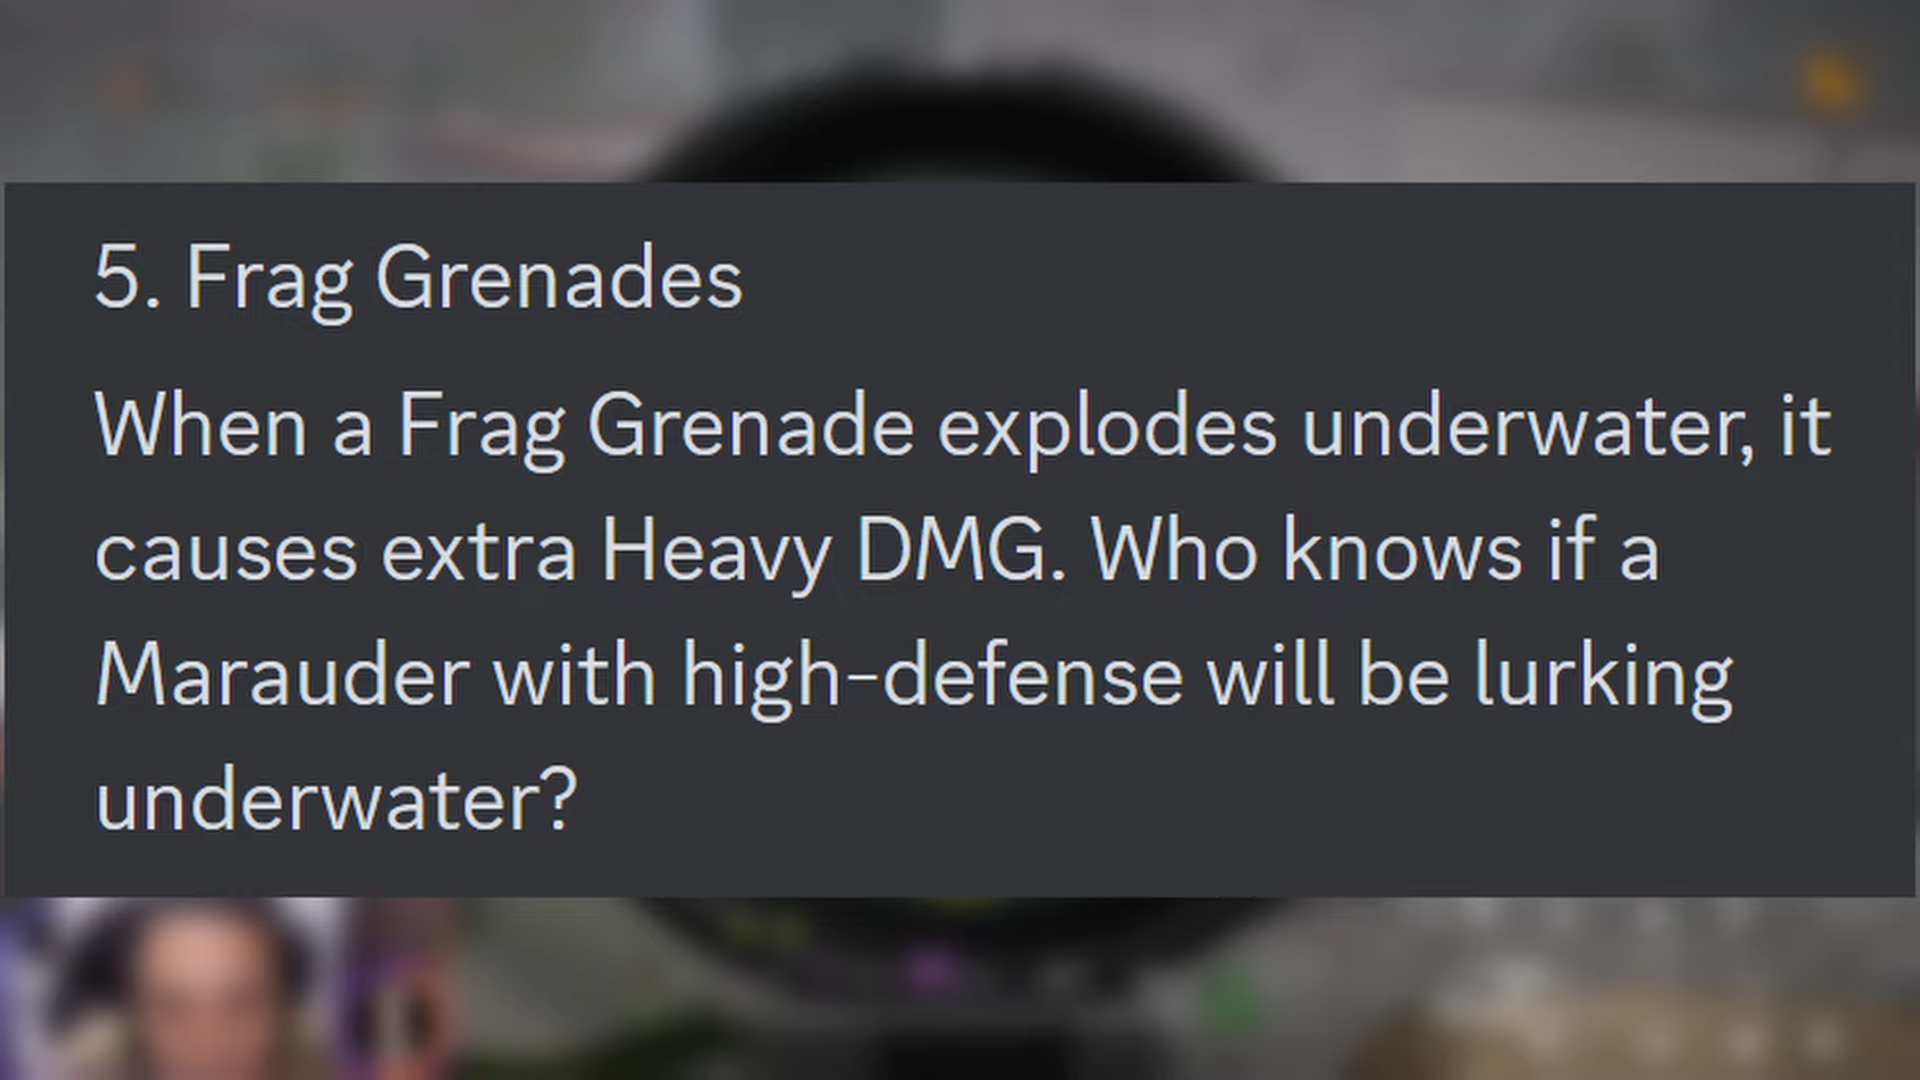 5. Frag Grenades
When a Frag Grenade explodes underwater, it
causes extra Heavy DMG. Who knows if a
Marauder with high-defense will be lurking
underwater?